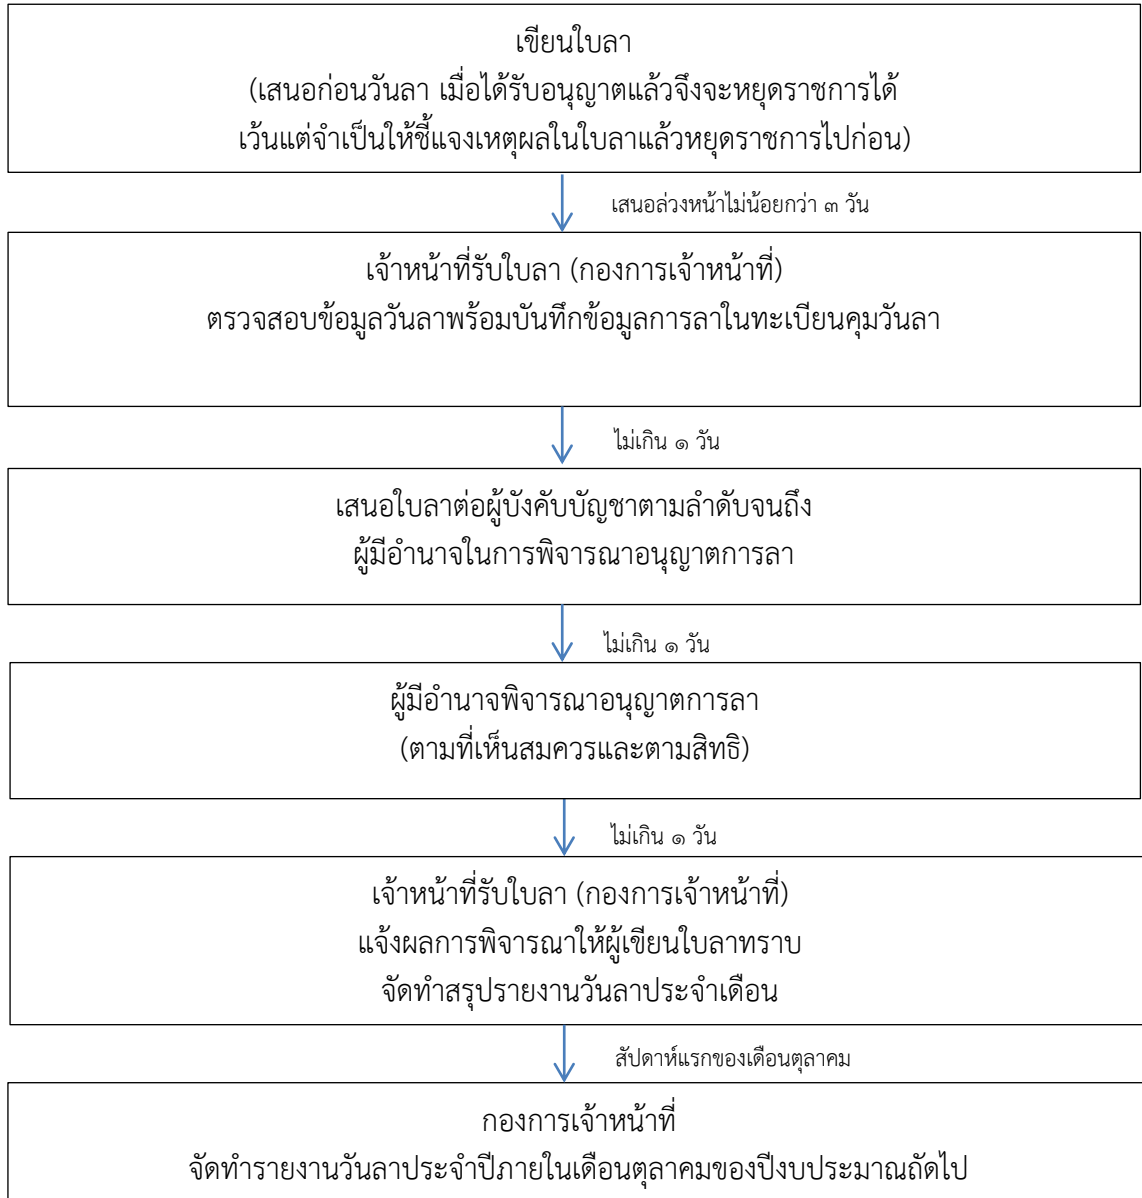 เขียนใบลา
(เสนอก่อนวันลา เมื่อได้รับอนุญาตแล้วจึงจะหยุดราชการได้
เว้นแต่จำเป็นให้ชี้แจงเหตุผลในใบลาแล้วหยุดราชการไปก่อน)
เสนอล่วงหน้าไม่น้อยกว่า ๓ วัน
เจ้าหน้าที่รับใบลา (กองการเจ้าหน้าที่)
ตรวจสอบข้อมูลวันลาพร้อมบันทึกข้อมูลการลาในทะเบียนคุมวันลา
ไม่เกิน ๑ วัน
เสนอใบลาต่อผู้บังคับบัญชาตามลำดับจนถึง
ผู้มีอำนาจในการพิจารณาอนุญาตการลา
ไม่เกิน ๑ วัน
ผู้มีอำนาจพิจารณาอนุญาตการลา
(ตามที่เห็นสมควรและตามสิทธิ)
ไม่เกิน ๑ วัน
เจ้าหน้าที่รับใบลา (กองการเจ้าหน้าที่)
แจ้งผลการพิจารณาให้ผู้เขียนใบลาทราบ
จัดทำสรุปรายงานวันลาประจำเดือน
สัปดาห์แรกของเดือนตุลาคม
กองการเจ้าหน้าที่
จัดทำรายงานวันลาประจำปีภายในเดือนตุลาคมของปีงบประมาณถัดไป